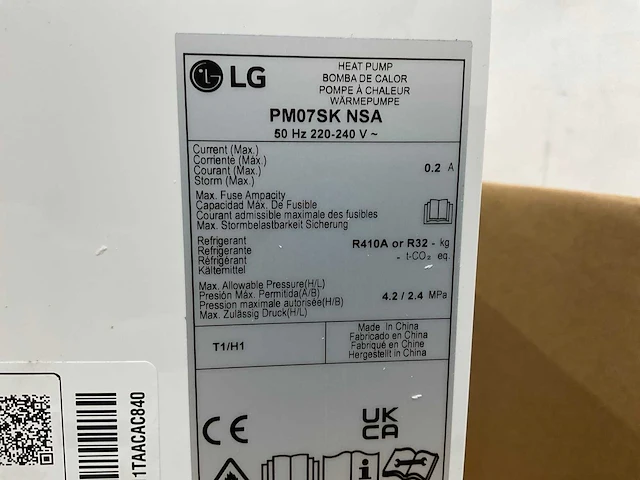 LG
HEAT PUMP
BOMBA DE CALOR
POMPE À CHALEUR
WÄRMEPUMPE
PM07SK NSA
50 Hz 220-240 V ~
Current (Max.)
Corriente (Máx.)
Courant (Max.)
Storm (Max.)
0.2 A
Max. Fuse Ampacity
Capacidad Máx. De Fusible
Courant admissible maximale des fusibles
Max. Stormbelastbarkeit Sicherung
Refrigerant
Refrigerante
Réfrigérant
Kältemittel
R410A or R32 - kg
- t-CO₂ eq.
Max. Allowable Pressure(H/L)
Presión Máx. Permitida(A/B)
Pression maximale autorisée(H/B)
Max. Zulässig Druck(H/L)
4.2 / 2.4 MPa
T1/H1
Made In China
Fabricado en China
Fabriqué en Chine
Hergestellt in China
CE
UK
CA
1TAACAC840